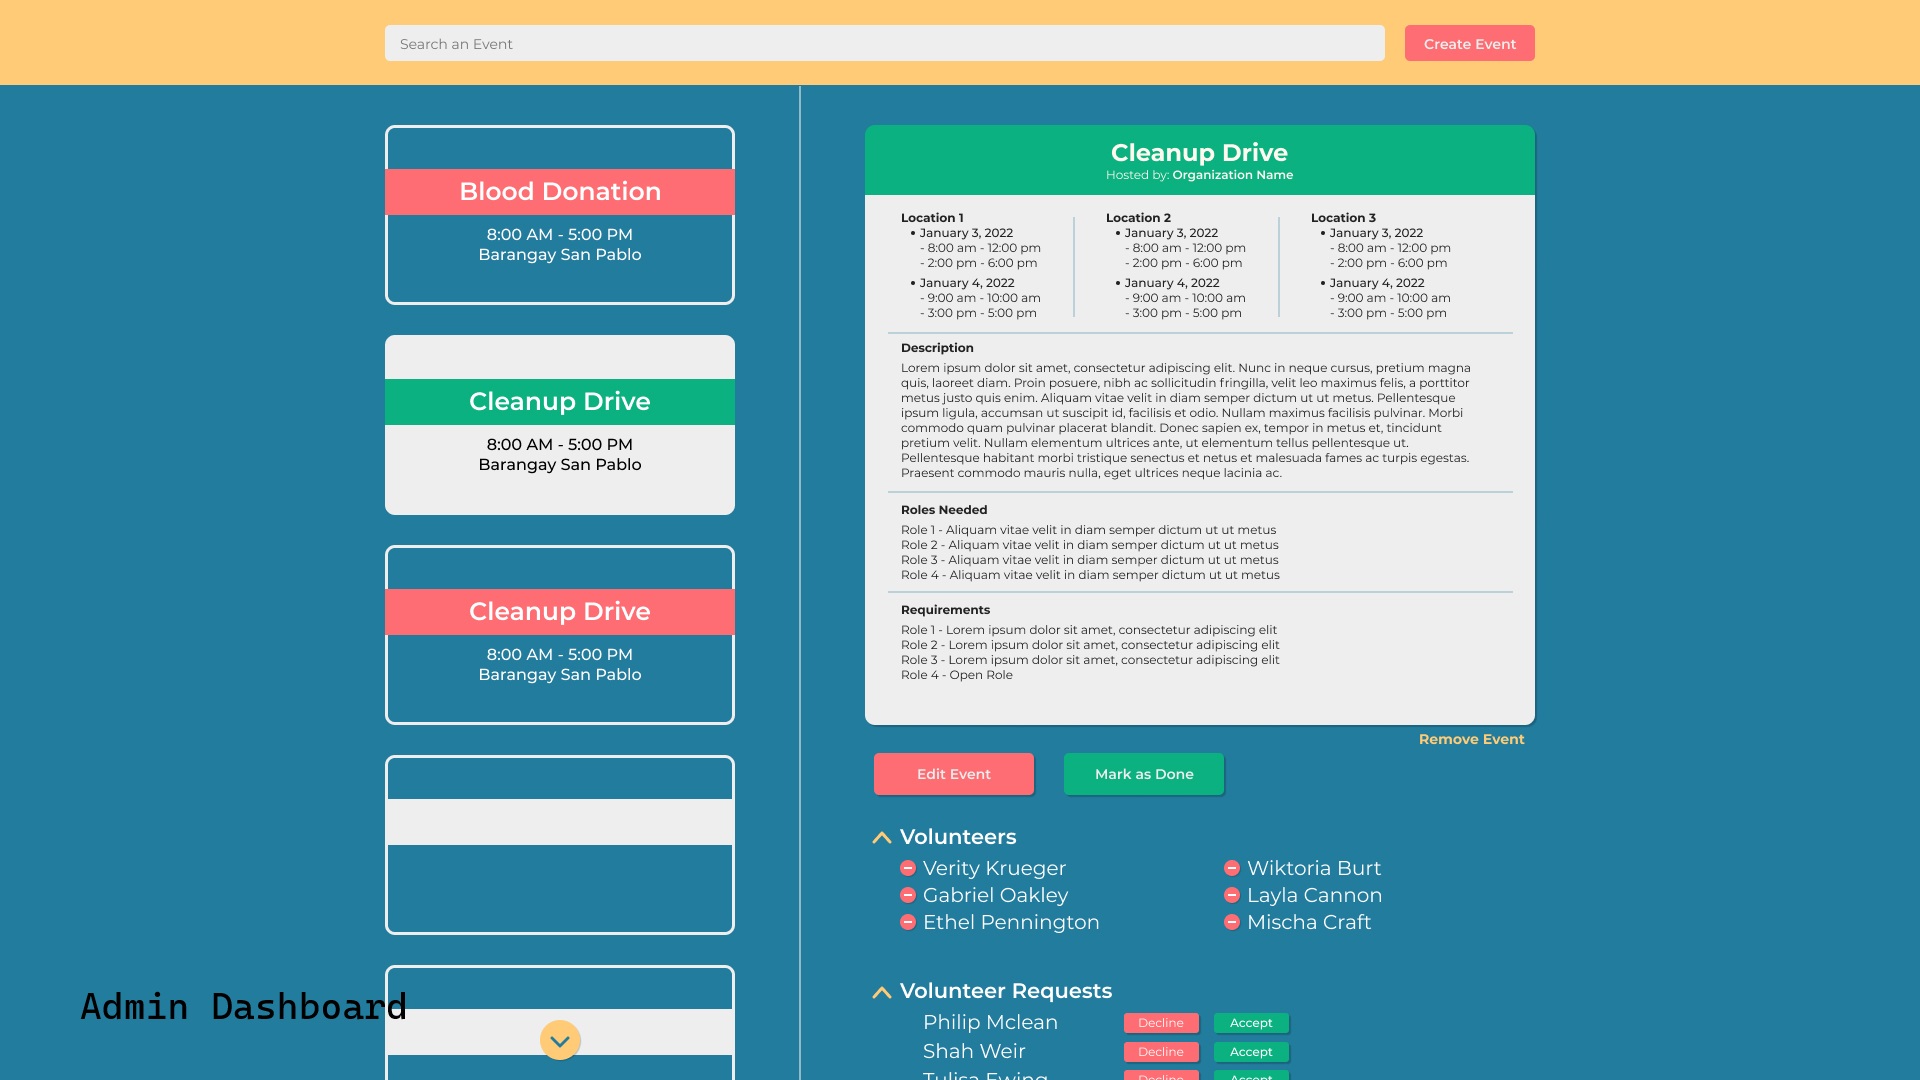 Search an Event
Create Event
Blood Donation
8:00 AM - 5:00 PM
Barangay San Pablo
Cleanup Drive
8:00 AM - 5:00 PM
Barangay San Pablo
Cleanup Drive
8:00 AM - 5:00 PM
Barangay San Pablo
Admin Dashboard
Cleanup Drive
Hosted by: Organization Name
Location 1
• January 3, 2022
- 8:00 am - 12:00 pm
- 2:00 pm - 6:00 pm
• January 4, 2022
- 9:00 am - 10:00 am
- 3:00 pm - 5:00 pm
Location 2
• January 3, 2022
- 8:00 am - 12:00 pm
- 2:00 pm - 6:00 pm
• January 4, 2022
- 9:00 am - 10:00 am
- 3:00 pm - 5:00 pm
Location 3
• January 3, 2022
- 8:00 am - 12:00 pm
- 2:00 pm - 6:00 pm
• January 4, 2022
- 9:00 am - 10:00 am
- 3:00 pm - 5:00 pm
Description
Lorem ipsum dolor sit amet, consectetur adipiscing elit. Nunc in neque cursus, pretium magna
quis, laoreet diam. Proin posuere, nibh ac sollicitudin fringilla, velit leo maximus felis, a porttitor
metus justo quis enim. Aliquam vitae velit in diam semper dictum ut ut metus. Pellentesque
ipsum ligula, accumsan ut suscipit id, facilisis et odio. Nullam maximus facilisis pulvinar. Morbi
commodo quam pulvinar placerat blandit. Donec sapien ex, tempor in metus et, tincidunt
pretium velit. Nullam elementum ultrices ante, ut elementum tellus pellentesque ut.
Pellentesque habitant morbi tristique senectus et netus et malesuada fames ac turpis egestas.
Praesent commodo mauris nulla, eget ultrices neque lacinia ac.
Roles Needed
Role 1 - Aliquam vitae velit in diam semper dictum ut ut metus
Role 2 - Aliquam vitae velit in diam semper dictum ut ut metus
Role 3 - Aliquam vitae velit in diam semper dictum ut ut metus
Role 4 - Aliquam vitae velit in diam semper dictum ut ut metus
Requirements
Role 1 - Lorem ipsum dolor sit amet, consectetur adipiscing elit
Role 2 - Lorem ipsum dolor sit amet, consectetur adipiscing elit
Role 3 - Lorem ipsum dolor sit amet, consectetur adipiscing elit
Role 4 - Open Role
Remove Event
Edit Event
Mark as Done
Volunteers
Verity Krueger
Gabriel Oakley
Ethel Pennington
Wiktoria Burt
Layla Cannon
Mischa Craft
Volunteer Requests
Philip Mclean Decline Accept
Shah Weir Decline Accept
Tulisa Ewing Decline Accept